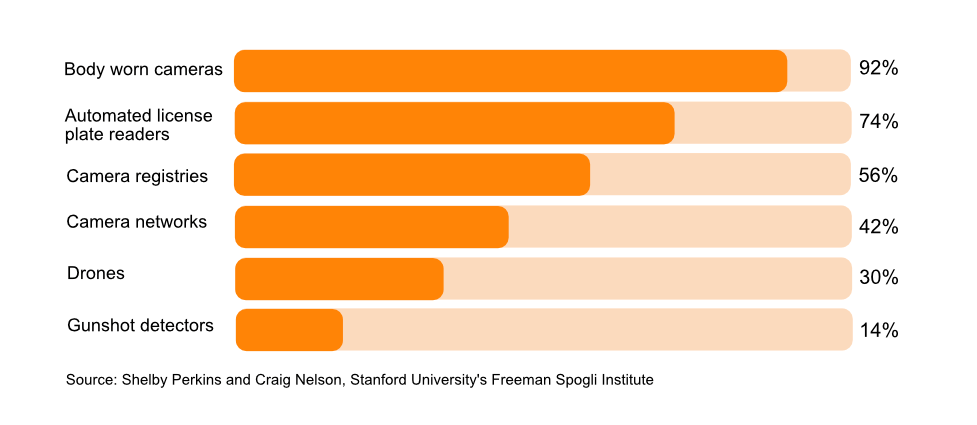 Body worn cameras 92%
Automated license
plate readers 74%
Camera registries 56%
Camera networks 42%
Drones 30%
Gunshot detectors 14%
Source: Shelby Perkins and Craig Nelson, Stanford University's Freeman Spogli Institute